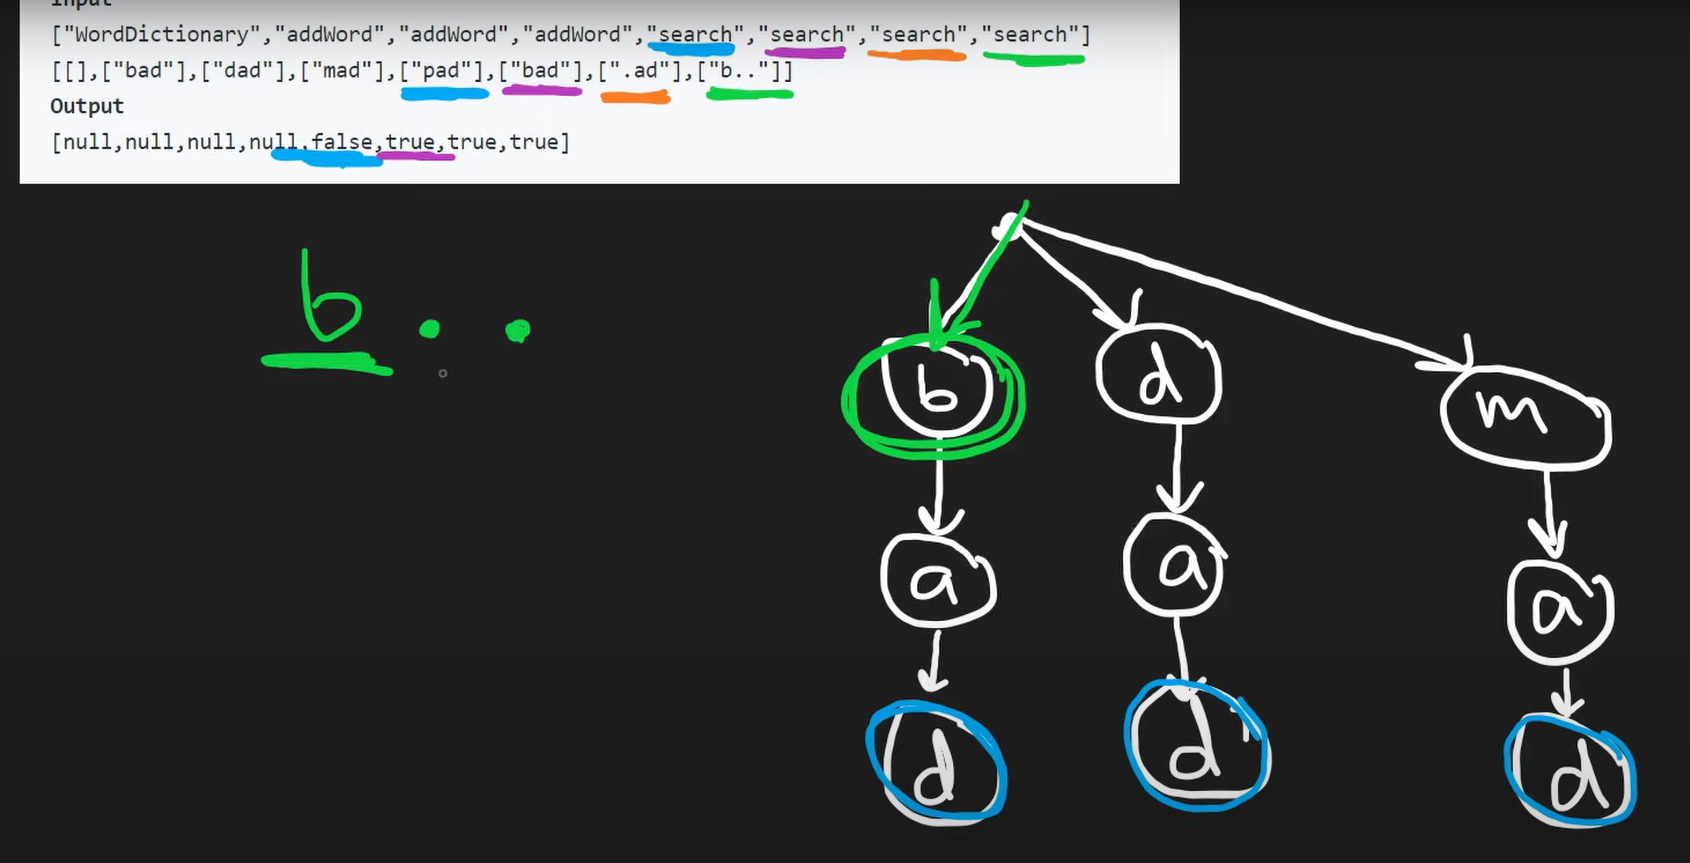 Input
["WordDictionary","addWord","addWord","addWord","search","search","search","search"]
[[],["bad"],["dad"],["mad"],["pad"],["bad"],[".ad"],["b.."]]
Output
[null,null,null,null,false,true,true,true]
b . .
b d m
a a a
d d d